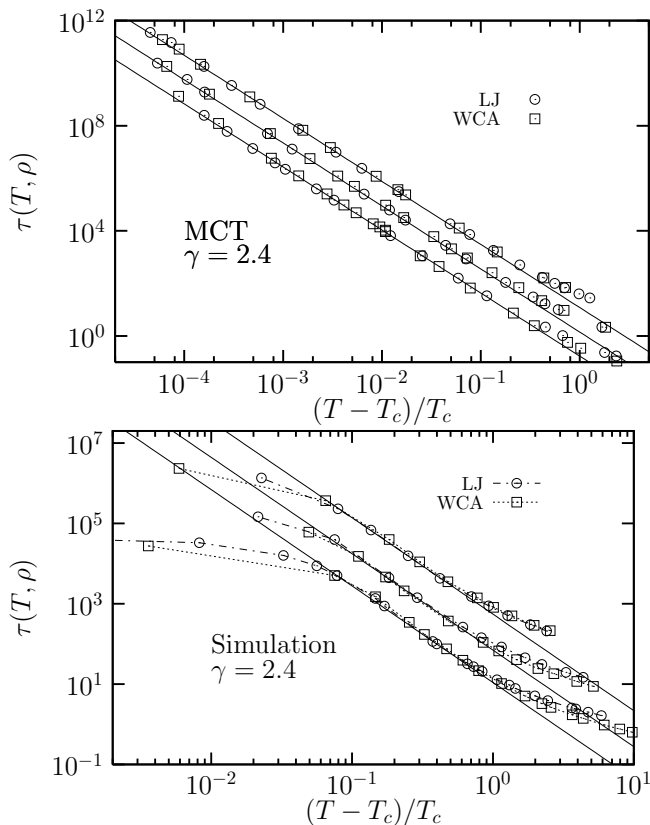 10^12
10^8
10^4
10^0
τ(T, ρ)
LJ
WCA
MCT
γ = 2.4
10^-4 10^-3 10^-2 10^-1 10^0
(T − T_c)/T_c
10^7
10^5
10^3
10^1
10^-1
τ(T, ρ)
LJ
WCA
Simulation
γ = 2.4
10^-2 10^-1 10^0 10^1
(T − T_c)/T_c